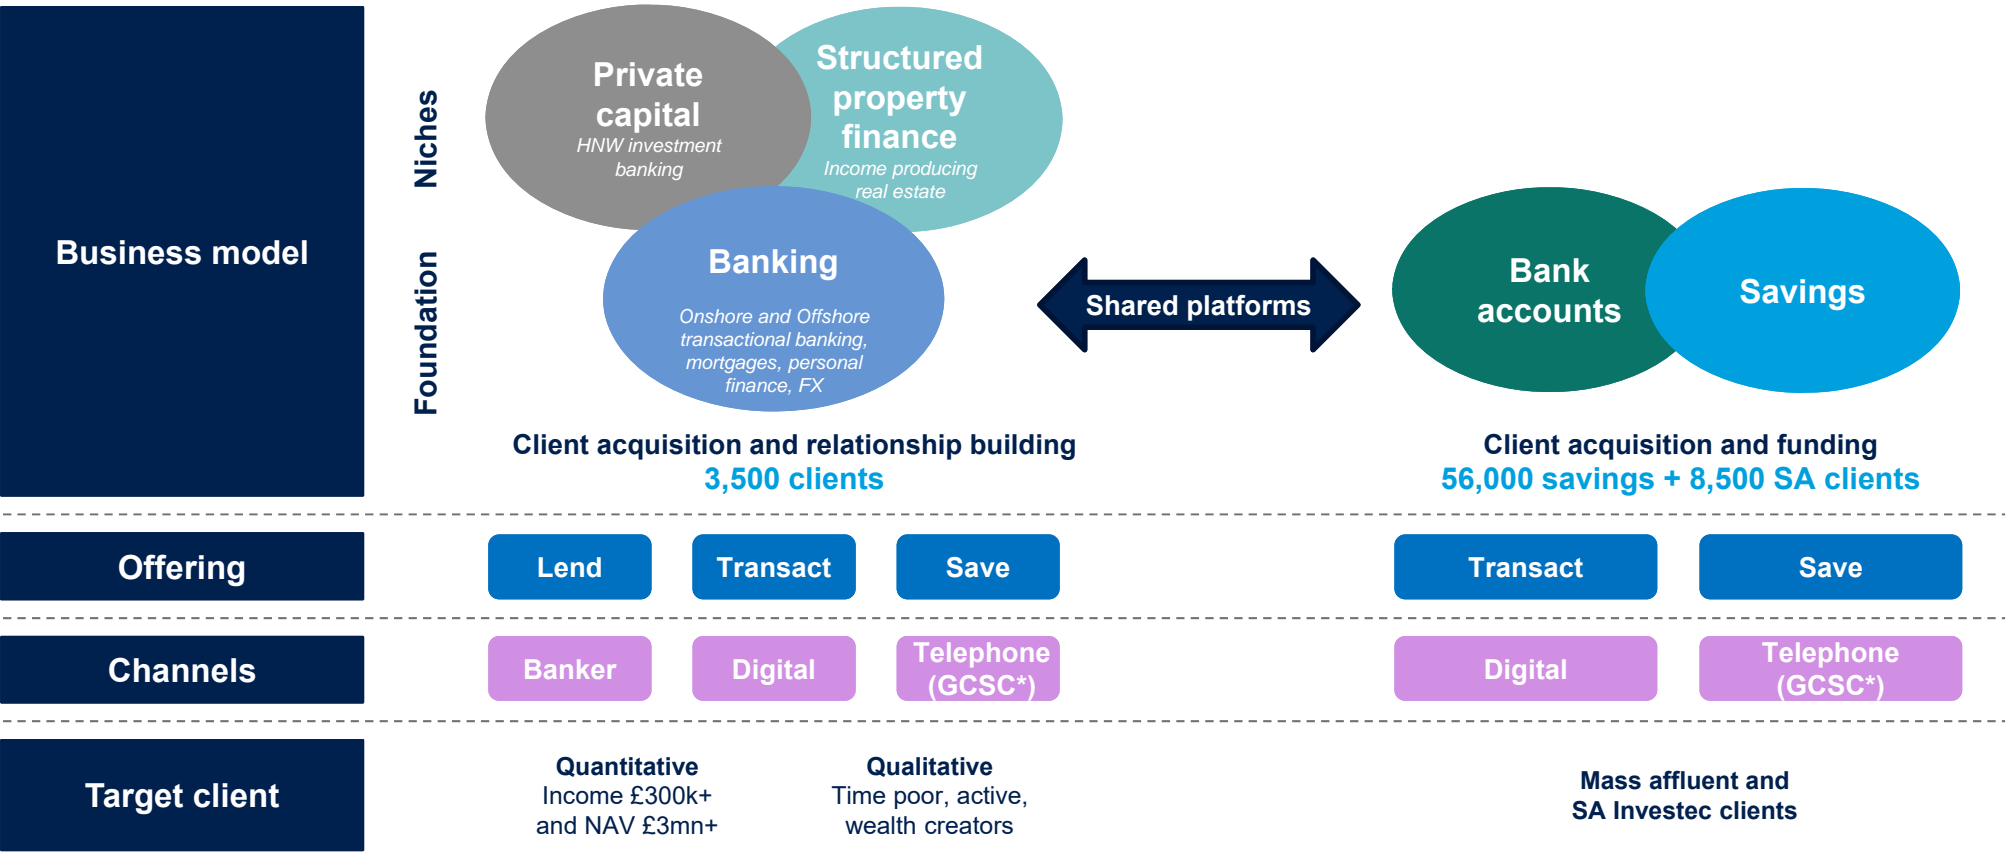 Business model
Niches
Foundation
Private
capital
HNW investment
banking
Structured
property
finance
Income producing
real estate
Banking
Onshore and Offshore
transactional banking,
mortgages, personal
finance, FX
Shared platforms
Bank
accounts
Savings
Client acquisition and relationship building
3,500 clients
Client acquisition and funding
56,000 savings + 8,500 SA clients
Offering
Lend
Transact
Save
Transact
Save
Channels
Banker
Digital
Telephone
(GCSC*)
Digital
Telephone
(GCSC*)
Target client
Quantitative
Income £300k+
and NAV £3mn+
Qualitative
Time poor, active,
wealth creators
Mass affluent and
SA Investec clients